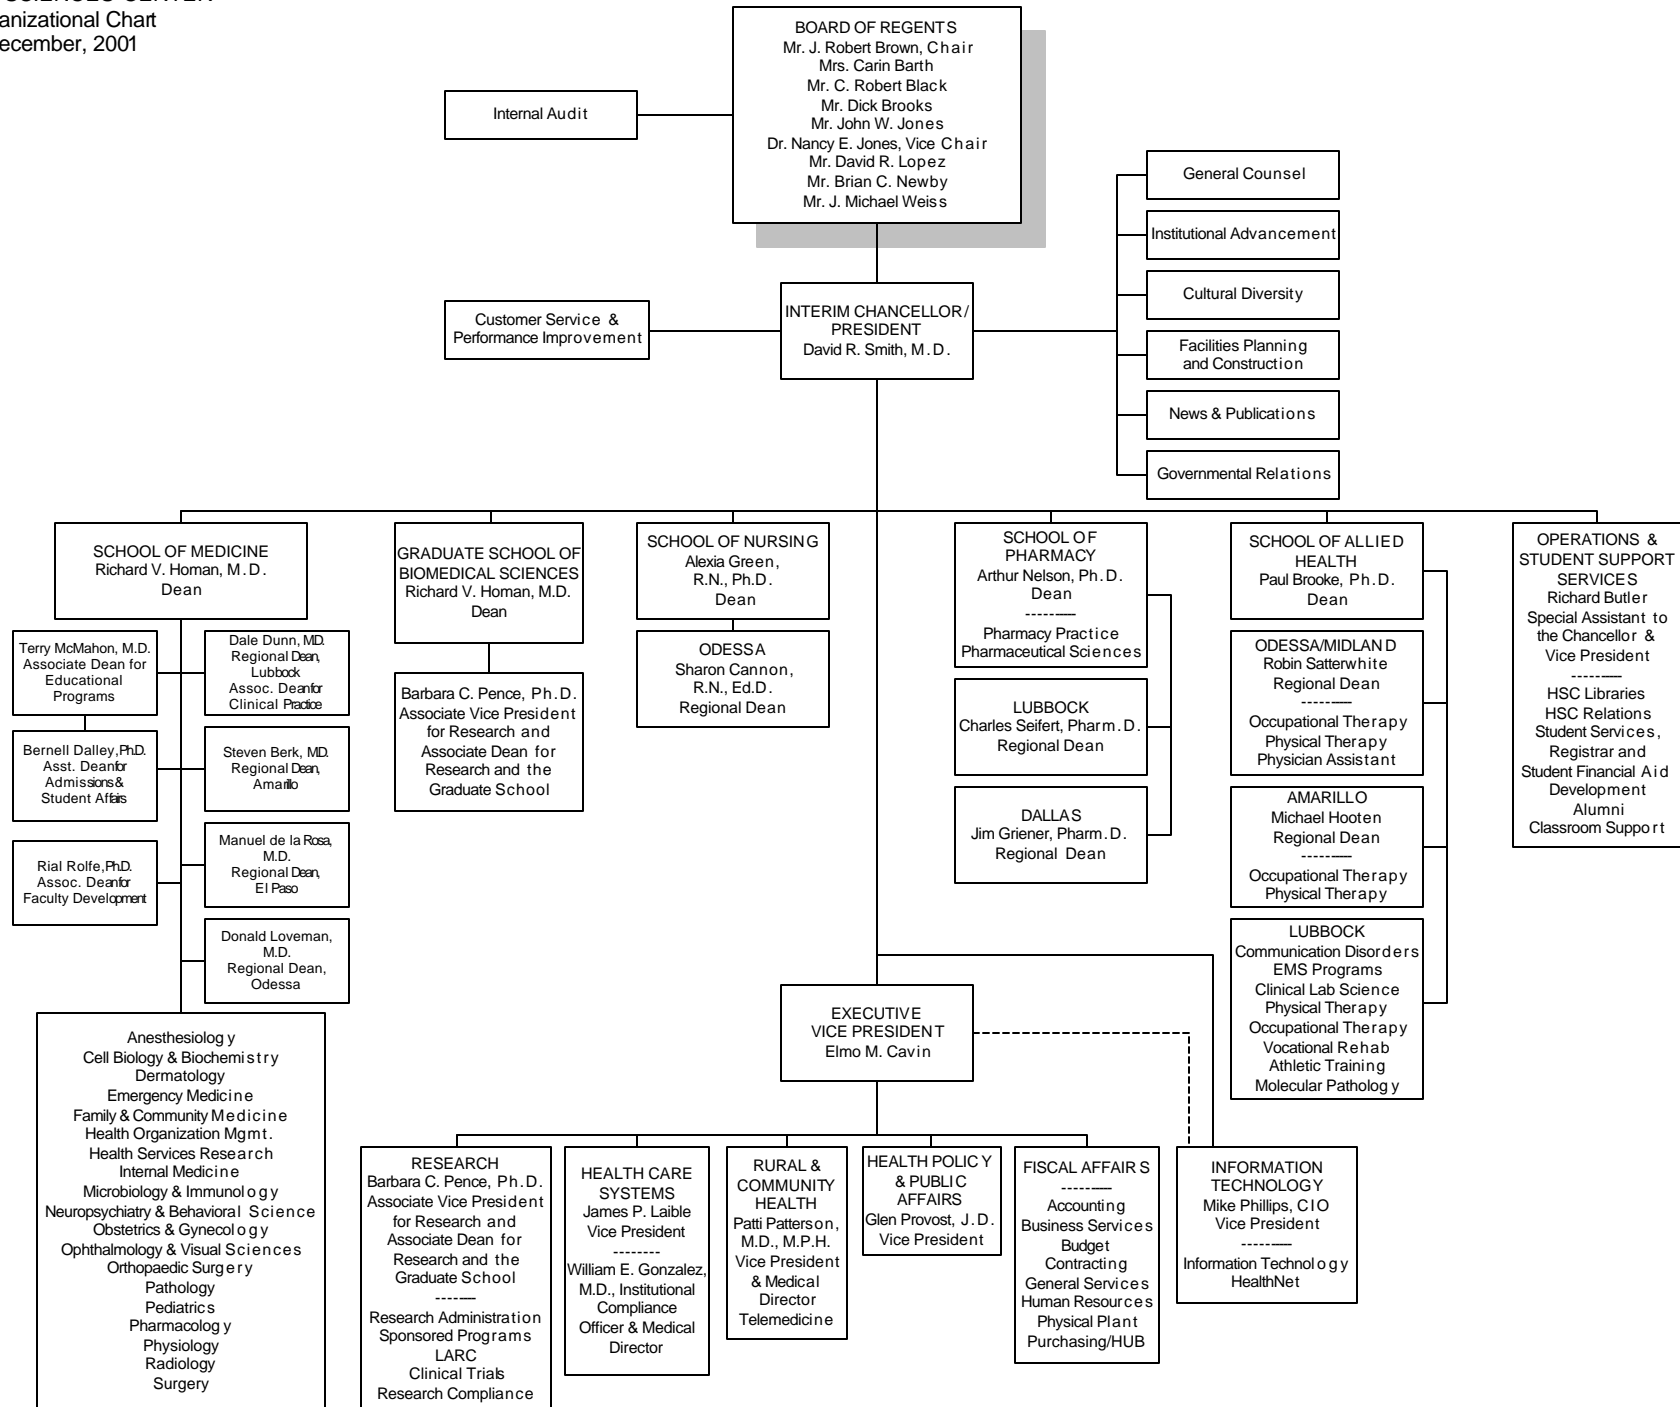 anizational Chart
ecember, 2001
BOARD OF REGENTS
Mr. J. Robert Brown, Chair
Mrs. Carin Barth
Mr. C. Robert Black
Mr. Dick Brooks
Mr. John W. Jones
Dr. Nancy E. Jones, Vice Chair
Mr. David R. Lopez
Mr. Brian C. Newby
Mr. J. Michael Weiss
Internal Audit
General Counsel
Institutional Advancement
Cultural Diversity
Facilities Planning
and Construction
News & Publications
Governmental Relations
Customer Service &
Performance Improvement
INTERIM CHANCELLOR/
PRESIDENT
David R. Smith, M.D.
SCHOOL OF MEDICINE
Richard V. Homan, M.D.
Dean
Terry McMahon, M.D.
Associate Dean for
Educational
Programs
Bernell Dalley, Ph.D.
Asst. Dean for
Admissions &
Student Affairs
Rial Rolfe, Ph.D.
Assoc. Dean for
Faculty Development
Dale Dunn, M.D.
Regional Dean,
Lubbock
Assoc. Dean for
Clinical Practice
Steven Berk, M.D.
Regional Dean,
Amarillo
Manuel de la Rosa,
M.D.
Regional Dean,
El Paso
Donald Loveman,
M.D.
Regional Dean,
Odessa
Anesthesiology
Cell Biology & Biochemistry
Dermatology
Emergency Medicine
Family & Community Medicine
Health Organization Mgmt.
Health Services Research
Internal Medicine
Microbiology & Immunology
Neuropsychiatry & Behavioral Science
Obstetrics & Gynecology
Ophthalmology & Visual Sciences
Orthopaedic Surgery
Pathology
Pediatrics
Pharmacology
Physiology
Radiology
Surgery
GRADUATE SCHOOL OF
BIOMEDICAL SCIENCES
Richard V. Homan, M.D.
Dean
Barbara C. Pence, Ph.D.
Associate Vice President
for Research and
Associate Dean for
Research and the
Graduate School
SCHOOL OF NURSING
Alexia Green,
R.N., Ph.D.
Dean
ODESSA
Sharon Cannon,
R.N., Ed.D.
Regional Dean
SCHOOL OF
PHARMACY
Arthur Nelson, Ph.D.
Dean
----------
Pharmacy Practice
Pharmaceutical Sciences
LUBBOCK
Charles Seifert, Pharm.D.
Regional Dean
DALLAS
Jim Griener, Pharm.D.
Regional Dean
SCHOOL OF ALLIED
HEALTH
Paul Brooke, Ph.D.
Dean
ODESSA/MIDLAND
Robin Satterwhite
Regional Dean
----------
Occupational Therapy
Physical Therapy
Physician Assistant
AMARILLO
Michael Hooten
Regional Dean
----------
Occupational Therapy
Physical Therapy
LUBBOCK
Communication Disorders
EMS Programs
Clinical Lab Science
Physical Therapy
Occupational Therapy
Vocational Rehab
Athletic Training
Molecular Pathology
OPERATIONS &
STUDENT SUPPORT
SERVICES
Richard Butler
Special Assistant to
the Chancellor &
Vice President
----------
HSC Libraries
HSC Relations
Student Services,
Registrar and
Student Financial Aid
Development
Alumni
Classroom Support
EXECUTIVE
VICE PRESIDENT
Elmo M. Cavin
RESEARCH
Barbara C. Pence, Ph.D.
Associate Vice President
for Research and
Associate Dean for
Research and the
Graduate School
--------
Research Administration
Sponsored Programs
LARC
Clinical Trials
Research Compliance
HEALTH CARE
SYSTEMS
James P. Laible
Vice President
--------
William E. Gonzalez,
M.D., Institutional
Compliance
Officer & Medical
Director
RURAL &
COMMUNITY
HEALTH
Patti Patterson,
M.D., M.P.H.
Vice President
& Medical
Director
Telemedicine
HEALTH POLICY
& PUBLIC
AFFAIRS
Glen Provost, J.D.
Vice President
FISCAL AFFAIRS
----------
Accounting
Business Services
Budget
Contracting
General Services
Human Resources
Physical Plant
Purchasing/HUB
INFORMATION
TECHNOLOGY
Mike Phillips, CIO
Vice President
----------
Information Technology
HealthNet